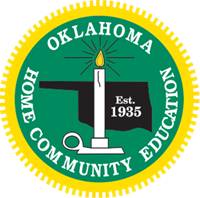 OKLAHOMA
HOME COMMUNITY EDUCATION
Est.
1935